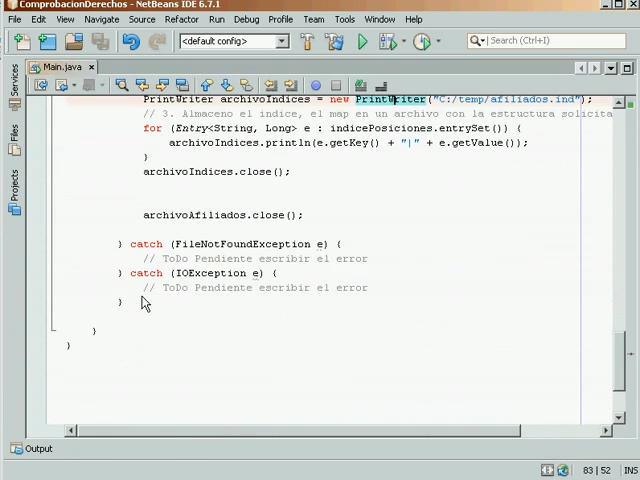 ComprobacionDerechos - NetBeans IDE 6.7.1
File Edit View Navigate Source Refactor Run Debug Profile Team Tools Window Help
<default config>
Search (Ctrl+I)
Main.java
Services
Files
Projects
PrintWriter archivoIndices = new PrintWriter("C:/temp/afiliados.ind");
// 3. Almaceno el indice, el map en un archivo con la estructura solicita
for (Entry<String, Long> e : indicePosiciones.entrySet()) {
archivoIndices.println(e.getKey() + "|" + e.getValue());
}
archivoIndices.close();
archivoAfiliados.close();
} catch (FileNotFoundException e) {
// ToDo Pendiente escribir el error
} catch (IOException e) {
// ToDo Pendiente escribir el error
}
}
}
Output
83 | 52 INS